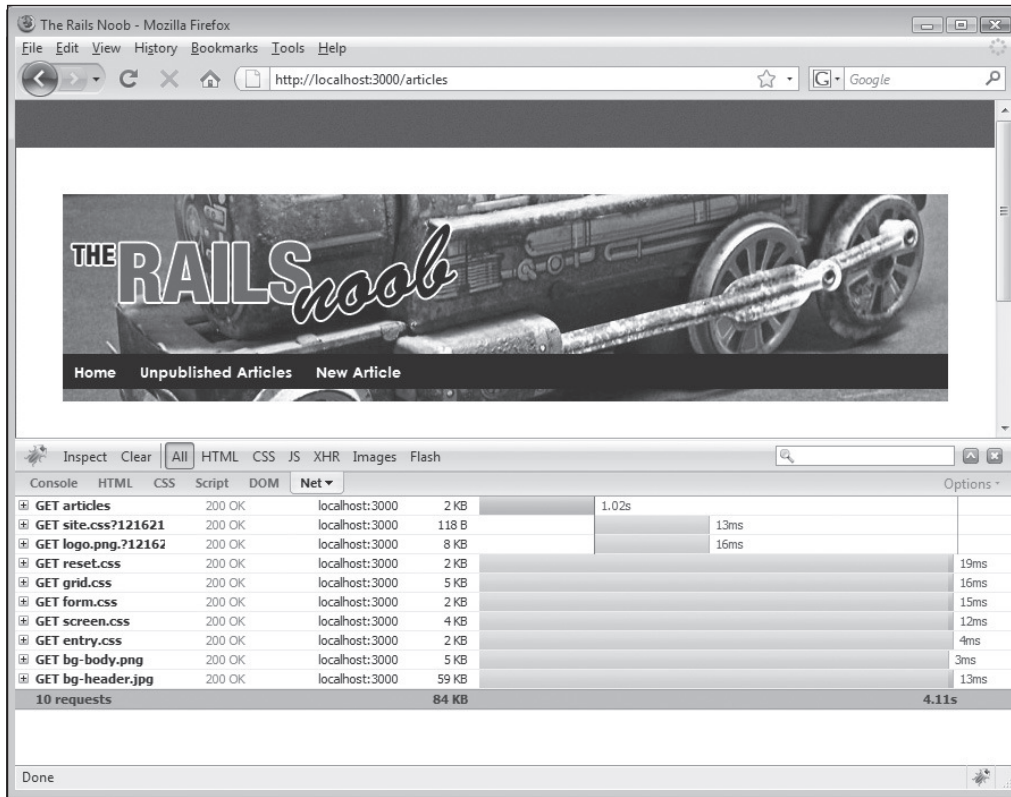 The Rails Noob - Mozilla Firefox
File Edit View History Bookmarks Tools Help
http://localhost:3000/articles
G Google
THE RAILS noob
Home Unpublished Articles New Article
Inspect Clear All HTML CSS JS XHR Images Flash
Console HTML CSS Script DOM Net Options
GET articles 200 OK localhost:3000 2 KB 1.02s
GET site.css?121621 200 OK localhost:3000 118 B 13ms
GET logo.png.?12162 200 OK localhost:3000 8 KB 16ms
GET reset.css 200 OK localhost:3000 2 KB 19ms
GET grid.css 200 OK localhost:3000 5 KB 16ms
GET form.css 200 OK localhost:3000 2 KB 15ms
GET screen.css 200 OK localhost:3000 4 KB 12ms
GET entry.css 200 OK localhost:3000 2 KB 4ms
GET bg-body.png 200 OK localhost:3000 5 KB 3ms
GET bg-header.jpg 200 OK localhost:3000 59 KB 13ms
10 requests 84 KB 4.11s
Done